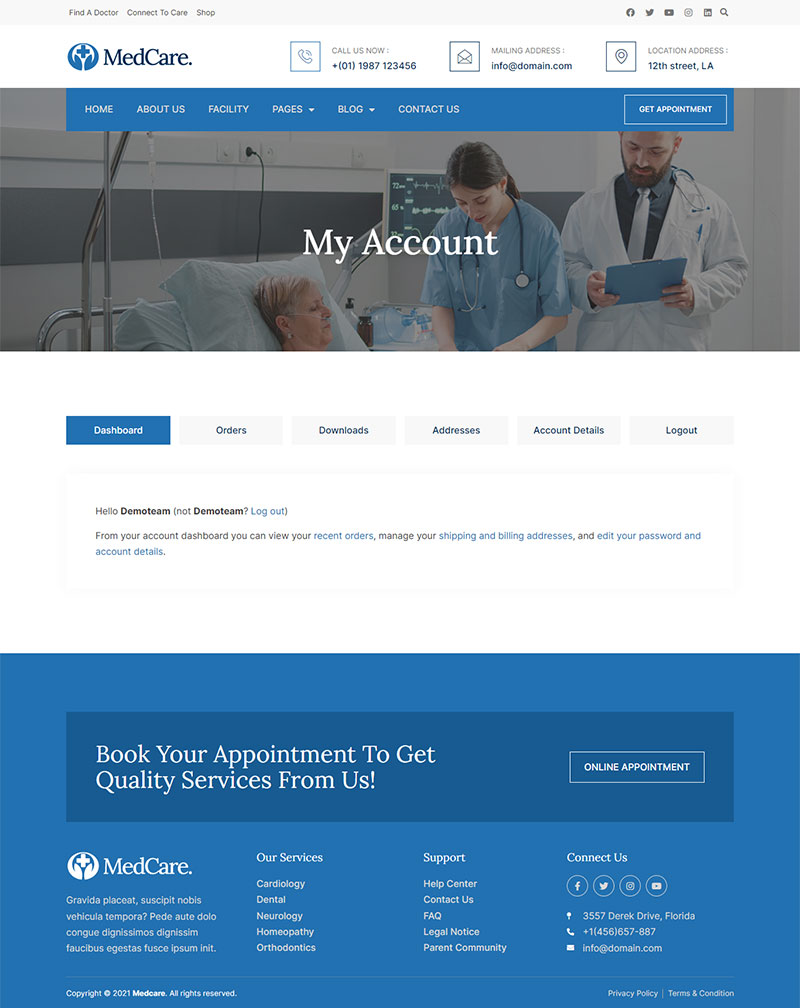 Find A Doctor Connect To Care Shop
MedCare.
CALL US NOW :
+(01) 1987 123456
MAILING ADDRESS :
info@domain.com
LOCATION ADDRESS :
12th street, LA
HOME ABOUT US FACILITY PAGES BLOG CONTACT US GET APPOINTMENT
My Account
Dashboard Orders Downloads Addresses Account Details Logout
Hello Demoteam (not Demoteam? Log out)
From your account dashboard you can view your recent orders, manage your shipping and billing addresses, and edit your password and
account details.
Book Your Appointment To Get
Quality Services From Us!
ONLINE APPOINTMENT
MedCare.
Gravida placeat, suscipit nobis
vehicula tempora? Pede aute dolo
congue dignissimos dignissim
faucibus egestas fusce ipsum init.
Our Services
Cardiology
Dental
Neurology
Homeopathy
Orthodontics
Support
Help Center
Contact Us
FAQ
Legal Notice
Parent Community
Connect Us
3557 Derek Drive, Florida
+1(456)657-887
info@domain.com
Copyright © 2021 Medcare. All rights reserved.
Privacy Policy | Terms & Condition